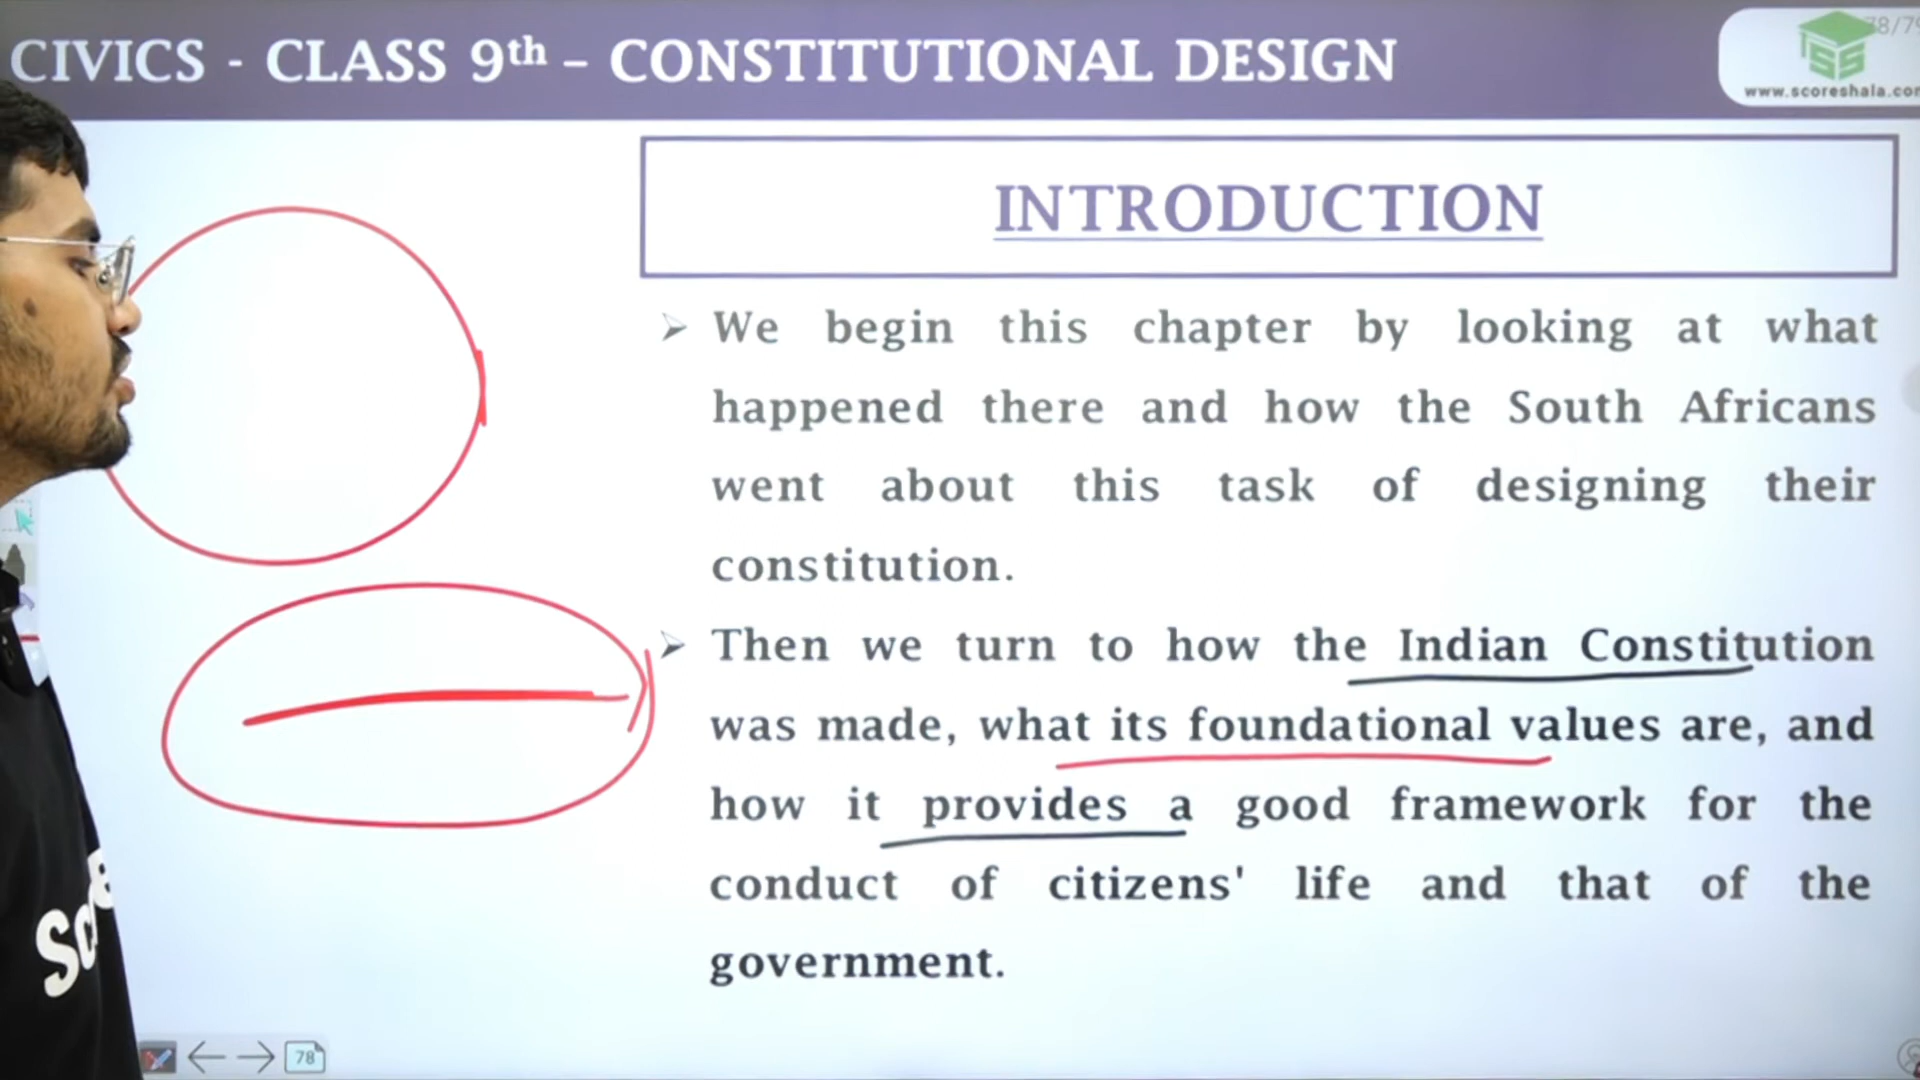 CIVICS - CLASS 9th – CONSTITUTIONAL DESIGN
78/79
www.scoreshala.com
INTRODUCTION
➢ We begin this chapter by looking at what
happened there and how the South Africans
went about this task of designing their
constitution.
➢ Then we turn to how the Indian Constitution
was made, what its foundational values are, and
how it provides a good framework for the
conduct of citizens' life and that of the
government.
78